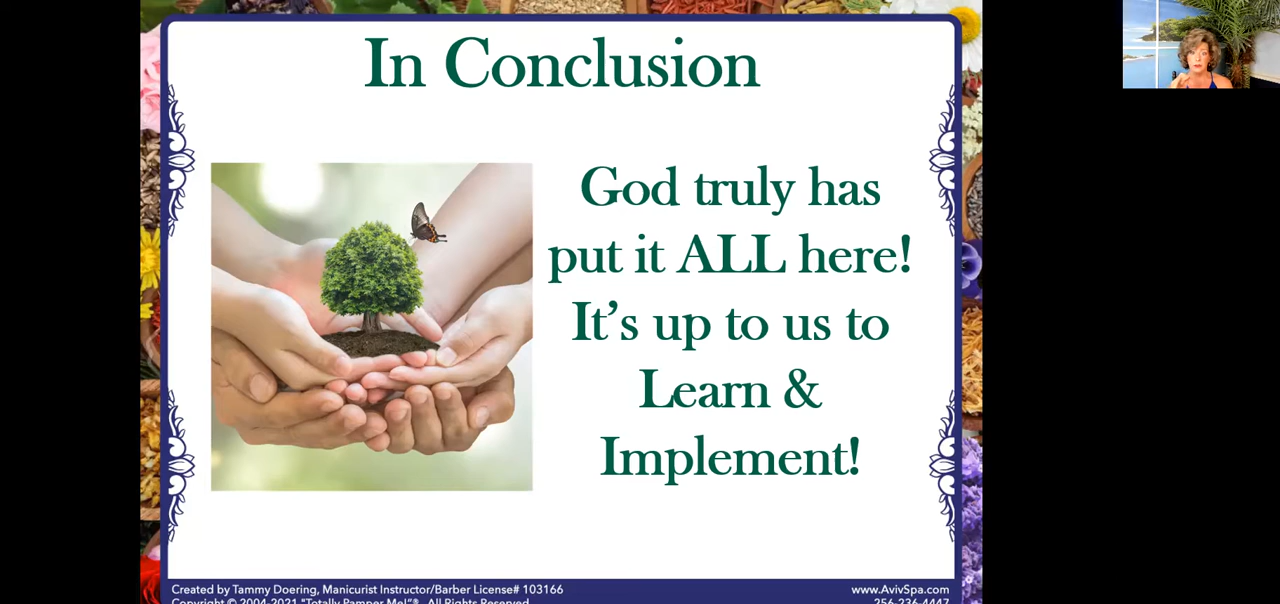 In Conclusion
God truly has
put it ALL here!
It’s up to us to
Learn &
Implement!
Created by Tammy Doering, Manicurist Instructor/Barber License# 103166
www.AvivSpa.com
Copyright © 2004-2021 "Totally Pamper Me!"® All Rights Reserved
256-236-4447